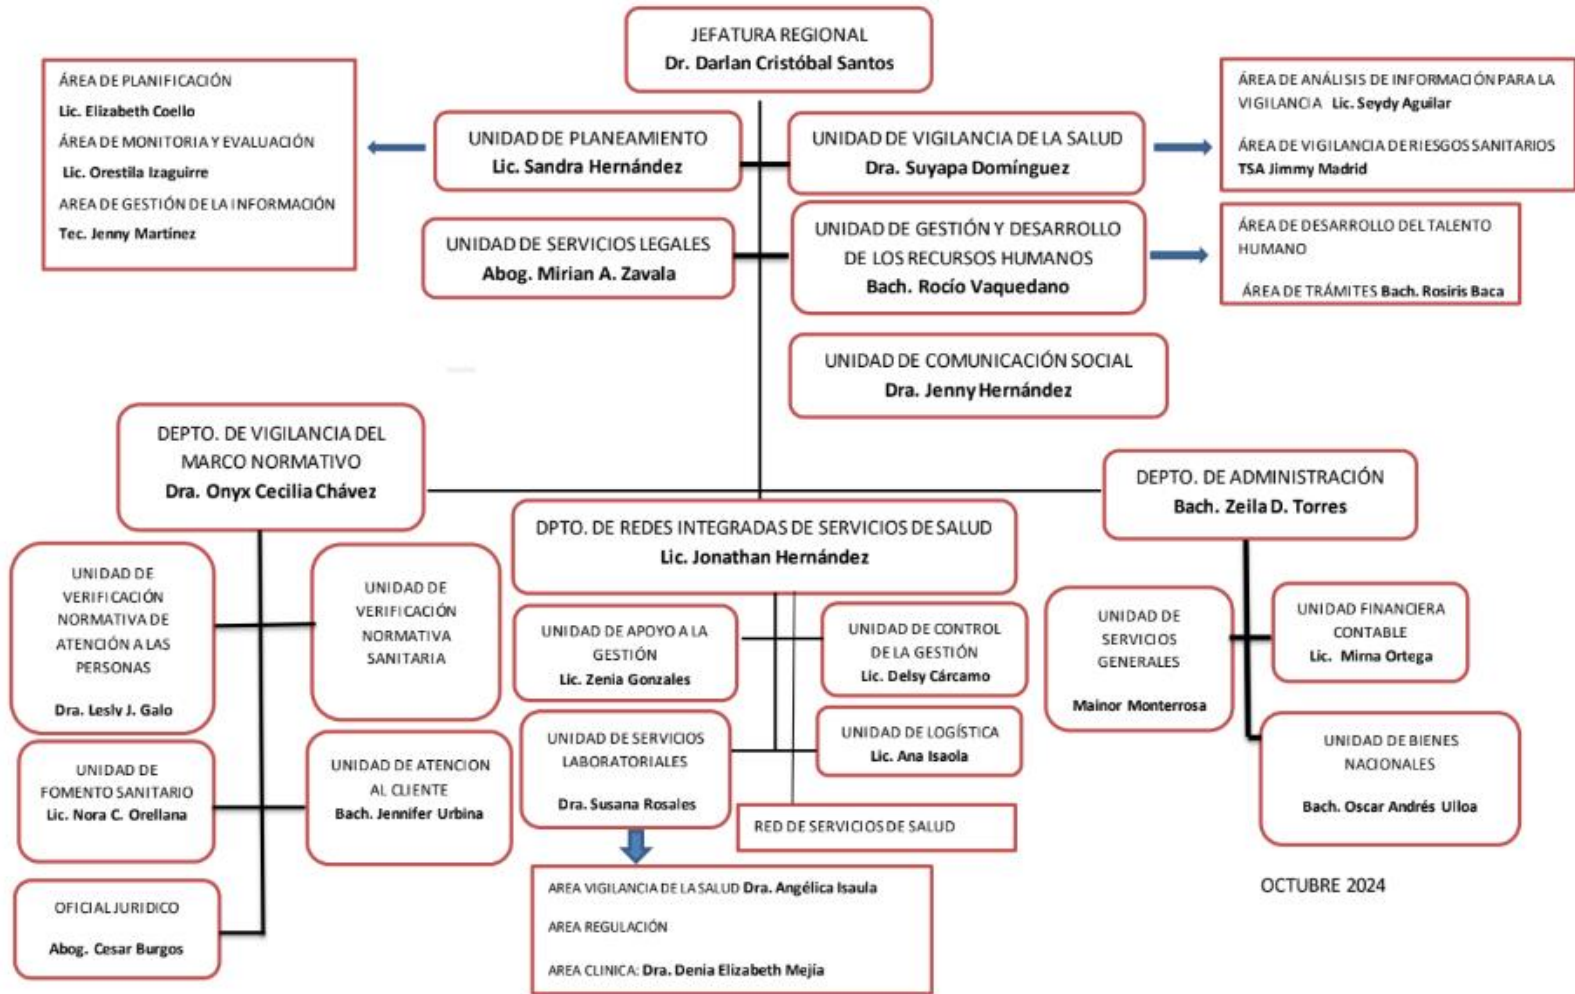 JEFATURA REGIONAL
Dr. Darlan Cristóbal Santos
ÁREA DE PLANIFICACIÓN
Lic. Elizabeth Coello
ÁREA DE MONITORIA Y EVALUACIÓN
Lic. Orestila Izaguirre
AREA DE GESTIÓN DE LA INFORMACIÓN
Tec. Jenny Martínez
UNIDAD DE PLANEAMIENTO
Lic. Sandra Hernández
UNIDAD DE VIGILANCIA DE LA SALUD
Dra. Suyapa Domínguez
ÁREA DE ANÁLISIS DE INFORMACIÓN PARA LA
VIGILANCIA Lic. Seydy Aguilar
ÁREA DE VIGILANCIA DE RIESGOS SANITARIOS
TSA Jimmy Madrid
UNIDAD DE SERVICIOS LEGALES
Abog. Mirian A. Zavala
UNIDAD DE GESTIÓN Y DESARROLLO
DE LOS RECURSOS HUMANOS
Bach. Rocío Vaquedano
ÁREA DE DESARROLLO DEL TALENTO
HUMANO
ÁREA DE TRÁMITES Bach. Rosiris Baca
UNIDAD DE COMUNICACIÓN SOCIAL
Dra. Jenny Hernández
DEPTO. DE VIGILANCIA DEL
MARCO NORMATIVO
Dra. Onyx Cecilia Chávez
DPTO. DE REDES INTEGRADAS DE SERVICIOS DE SALUD
Lic. Jonathan Hernández
DEPTO. DE ADMINISTRACIÓN
Bach. Zeila D. Torres
UNIDAD DE
VERIFICACIÓN
NORMATIVA DE
ATENCIÓN A LAS
PERSONAS
Dra. Leslv J. Galo
UNIDAD DE
VERIFICACIÓN
NORMATIVA
SANITARIA
UNIDAD DE
FOMENTO SANITARIO
Lic. Nora C. Orellana
UNIDAD DE ATENCION
AL CLIENTE
Bach. Jennifer Urbina
OFICIAL JURIDICO
Abog. Cesar Burgos
UNIDAD DE APOYO A LA
GESTIÓN
Lic. Zenia Gonzales
UNIDAD DE CONTROL
DE LA GESTIÓN
Lic. Delsy Cárcamo
UNIDAD DE SERVICIOS
LABORATORIALES
Dra. Susana Rosales
UNIDAD DE LOGÍSTICA
Lic. Ana Isaola
RED DE SERVICIOS DE SALUD
AREA VIGILANCIA DE LA SALUD Dra. Angélica Isaula
AREA REGULACIÓN
AREA CLINICA: Dra. Denia Elizabeth Mejía
UNIDAD DE
SERVICIOS
GENERALES
Mainor Monterrosa
UNIDAD FINANCIERA
CONTABLE
Lic. Mirna Ortega
UNIDAD DE BIENES
NACIONALES
Bach. Oscar Andrés Ulloa
OCTUBRE 2024